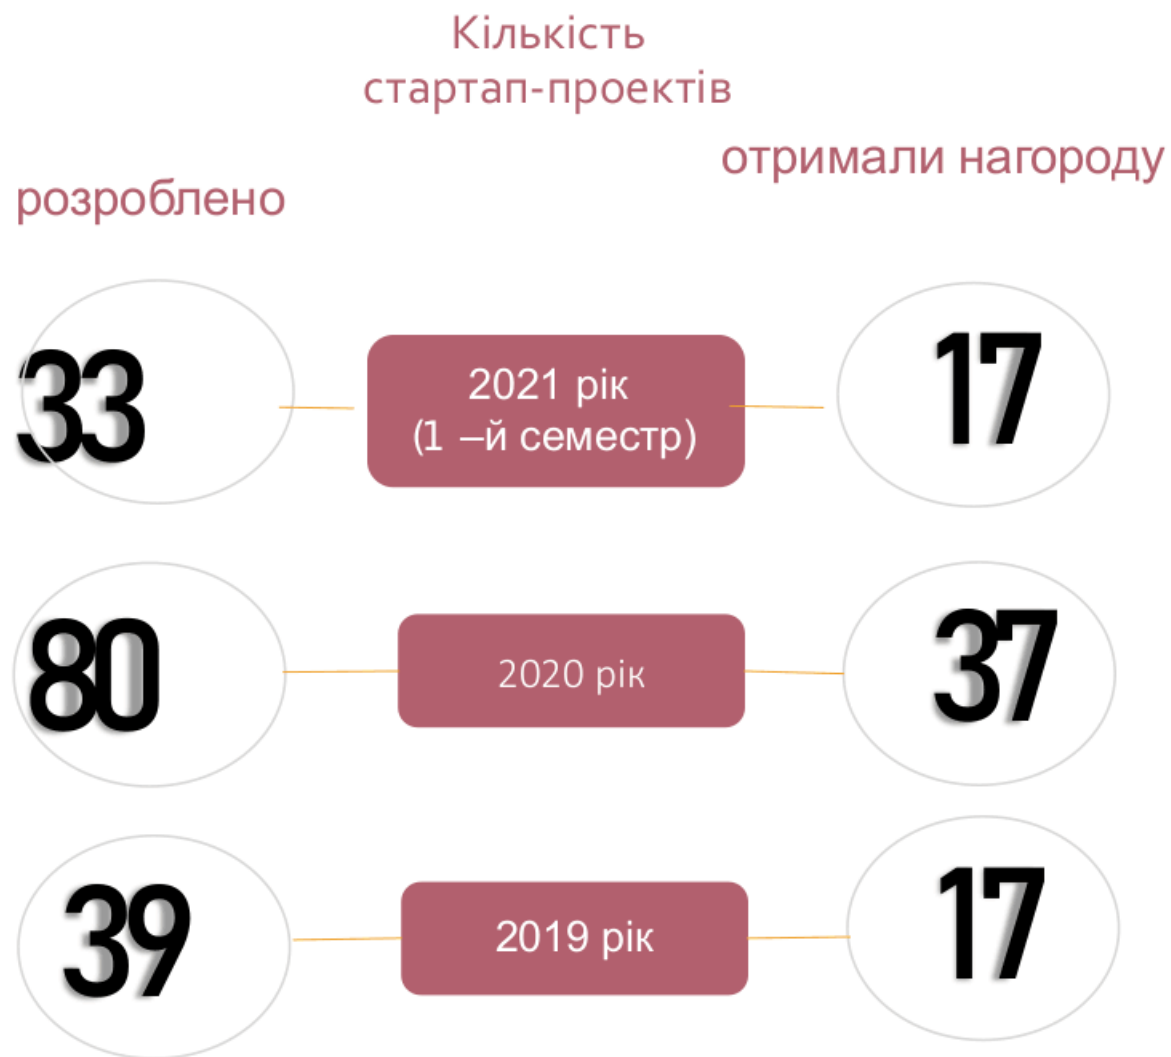 Кількість
стартап-проектів
отримали нагороду
розроблено
33
2021 рік
(1 –й семестр)
17
80
2020 рік
37
39
2019 рік
17